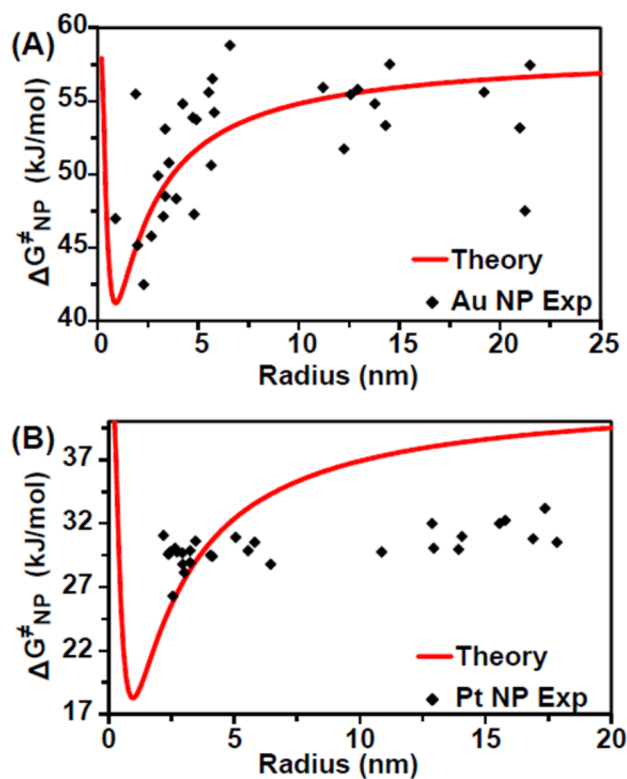 (A)
60
55
50
45
40
ΔG≠NP (kJ/mol)
Theory
Au NP Exp
0 5 10 15 20 25
Radius (nm)
(B)
37
32
27
22
17
ΔG≠NP (kJ/mol)
Theory
Pt NP Exp
0 5 10 15 20
Radius (nm)